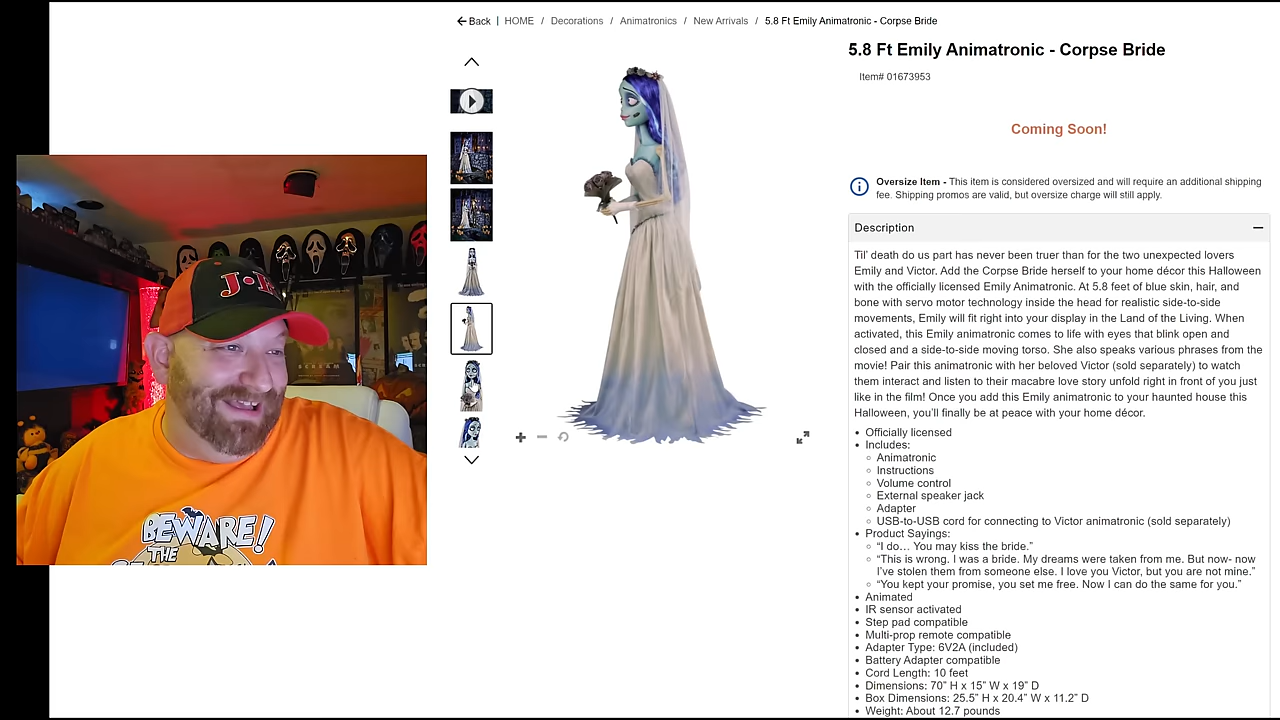 Back | HOME / Decorations / Animatronics / New Arrivals / 5.8 Ft Emily Animatronic - Corpse Bride
5.8 Ft Emily Animatronic - Corpse Bride
Item# 01673953
Coming Soon!
Oversize Item - This item is considered oversized and will require an additional shipping
fee. Shipping promos are valid, but oversize charge will still apply.
Description
Til' death do us part has never been truer than for the two unexpected lovers
Emily and Victor. Add the Corpse Bride herself to your home décor this Halloween
with the officially licensed Emily Animatronic. At 5.8 feet of blue skin, hair, and
bone with servo motor technology inside the head for realistic side-to-side
movements, Emily will fit right into your display in the Land of the Living. When
activated, this Emily animatronic comes to life with eyes that blink open and
closed and a side-to-side moving torso. She also speaks various phrases from the
movie! Pair this animatronic with her beloved Victor (sold separately) to watch
them interact and listen to their macabre love story unfold right in front of you just
like in the film! Once you add this Emily animatronic to your haunted house this
Halloween, you'll finally be at peace with your home décor.
• Officially licensed
• Includes:
◦ Animatronic
◦ Instructions
◦ Volume control
◦ External speaker jack
◦ Adapter
◦ USB-to-USB cord for connecting to Victor animatronic (sold separately)
• Product Sayings:
◦ “I do… You may kiss the bride.”
◦ “This is wrong. I was a bride. My dreams were taken from me. But now- now
I've stolen them from someone else. I love you Victor, but you are not mine.”
◦ “You kept your promise, you set me free. Now I can do the same for you.”
• Animated
• IR sensor activated
• Step pad compatible
• Multi-prop remote compatible
• Adapter Type: 6V2A (included)
• Battery Adapter compatible
• Cord Length: 10 feet
• Dimensions: 70” H x 15” W x 19” D
• Box Dimensions: 25.5” H x 20.4” W x 11.2” D
• Weight: About 12.7 pounds
SCREAM
BEWARE!
THE